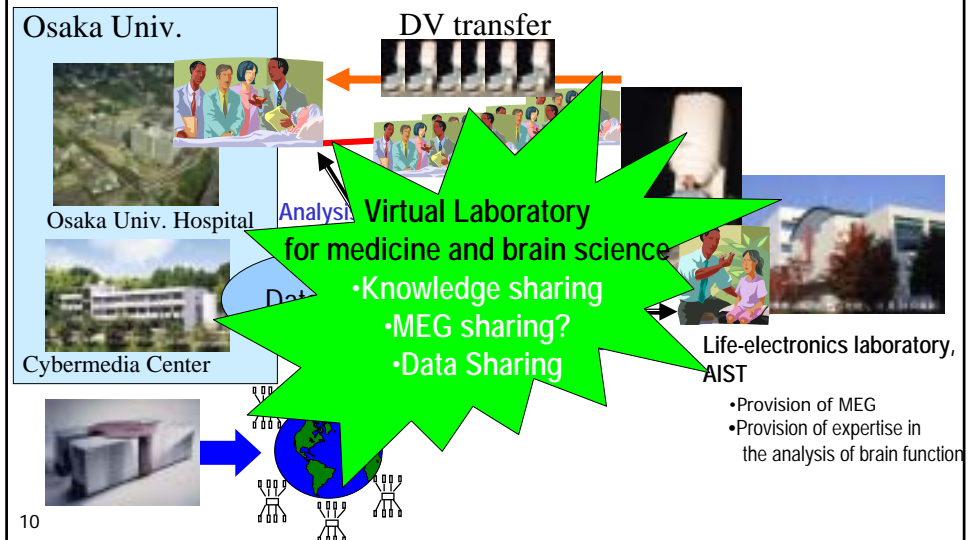 Osaka Univ.
DV transfer
Osaka Univ. Hospital
Analysis
Virtual Laboratory
for medicine and brain science
•Knowledge sharing
•MEG sharing?
•Data Sharing
Cybermedia Center
Life-electronics laboratory,
AIST
•Provision of MEG
•Provision of expertise in
the analysis of brain function
10